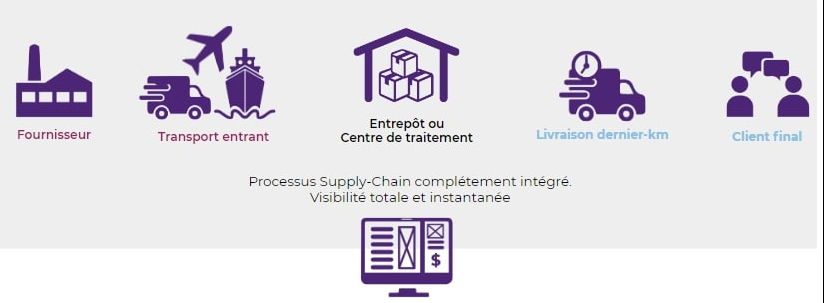 Fournisseur
Transport entrant
Entrepôt ou
Centre de traitement
Livraison dernier-km
Client final
Processus Supply-Chain complétement intégré.
Visibilité totale et instantanée
$